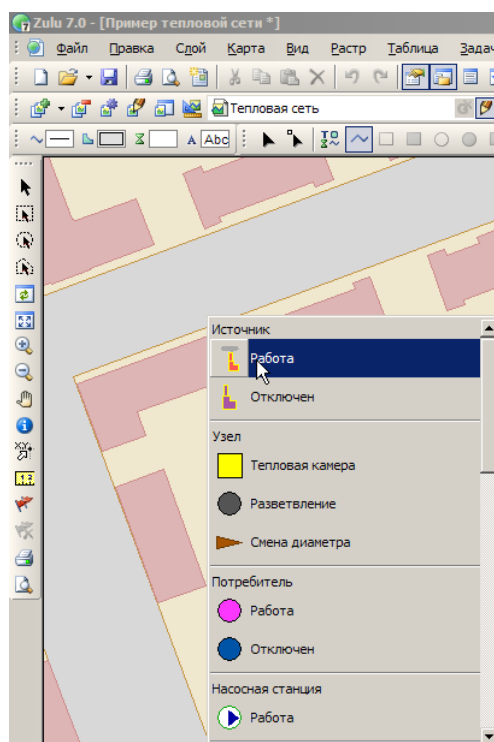 Zulu 7.0 - [Пример тепловой сети *]
Файл Правка Слой Карта Вид Растр Таблица
Тепловая сеть
A Abc
Источник
Работа
Отключен
Узел
Тепловая камера
Разветвление
Смена диаметра
Потребитель
Работа
Отключен
Насосная станция
Работа